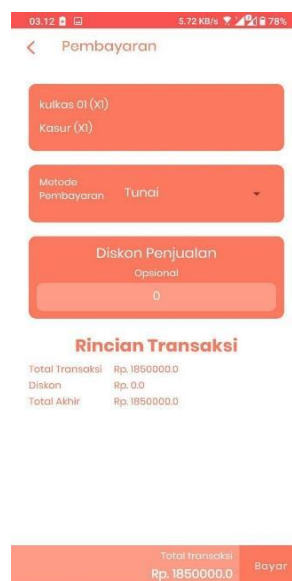 03.12 5.72 KB/s 78%
Pembayaran
kulkas 01 (X1)
Kasur (X1)
Metode
Pembayaran Tunai
Diskon Penjualan
Opsional
0
Rincian Transaksi
Total Transaksi Rp. 1850000.0
Diskon Rp. 0.0
Total Akhir Rp. 1850000.0
Total transaksi
Rp. 1850000.0 Bayar